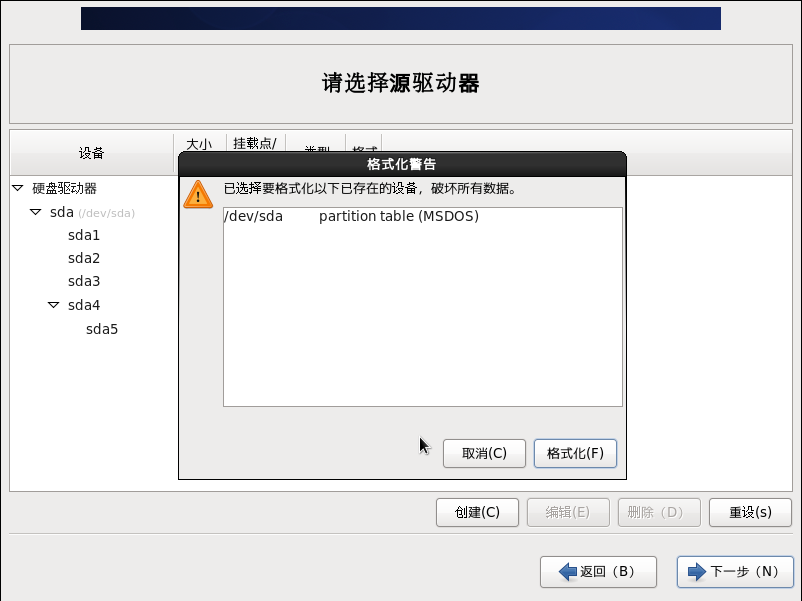 请选择源驱动器
设备
大小
挂载点/
类型
格式
格式化警告
已选择要格式化以下已存在的设备，破坏所有数据。
/dev/sda partition table (MSDOS)
取消(C) 格式化(F)
硬盘驱动器
sda (/dev/sda)
sda1
sda2
sda3
sda4
sda5
创建(C) 编辑(E) 删除（D） 重设(s)
返回（B） 下一步（N）